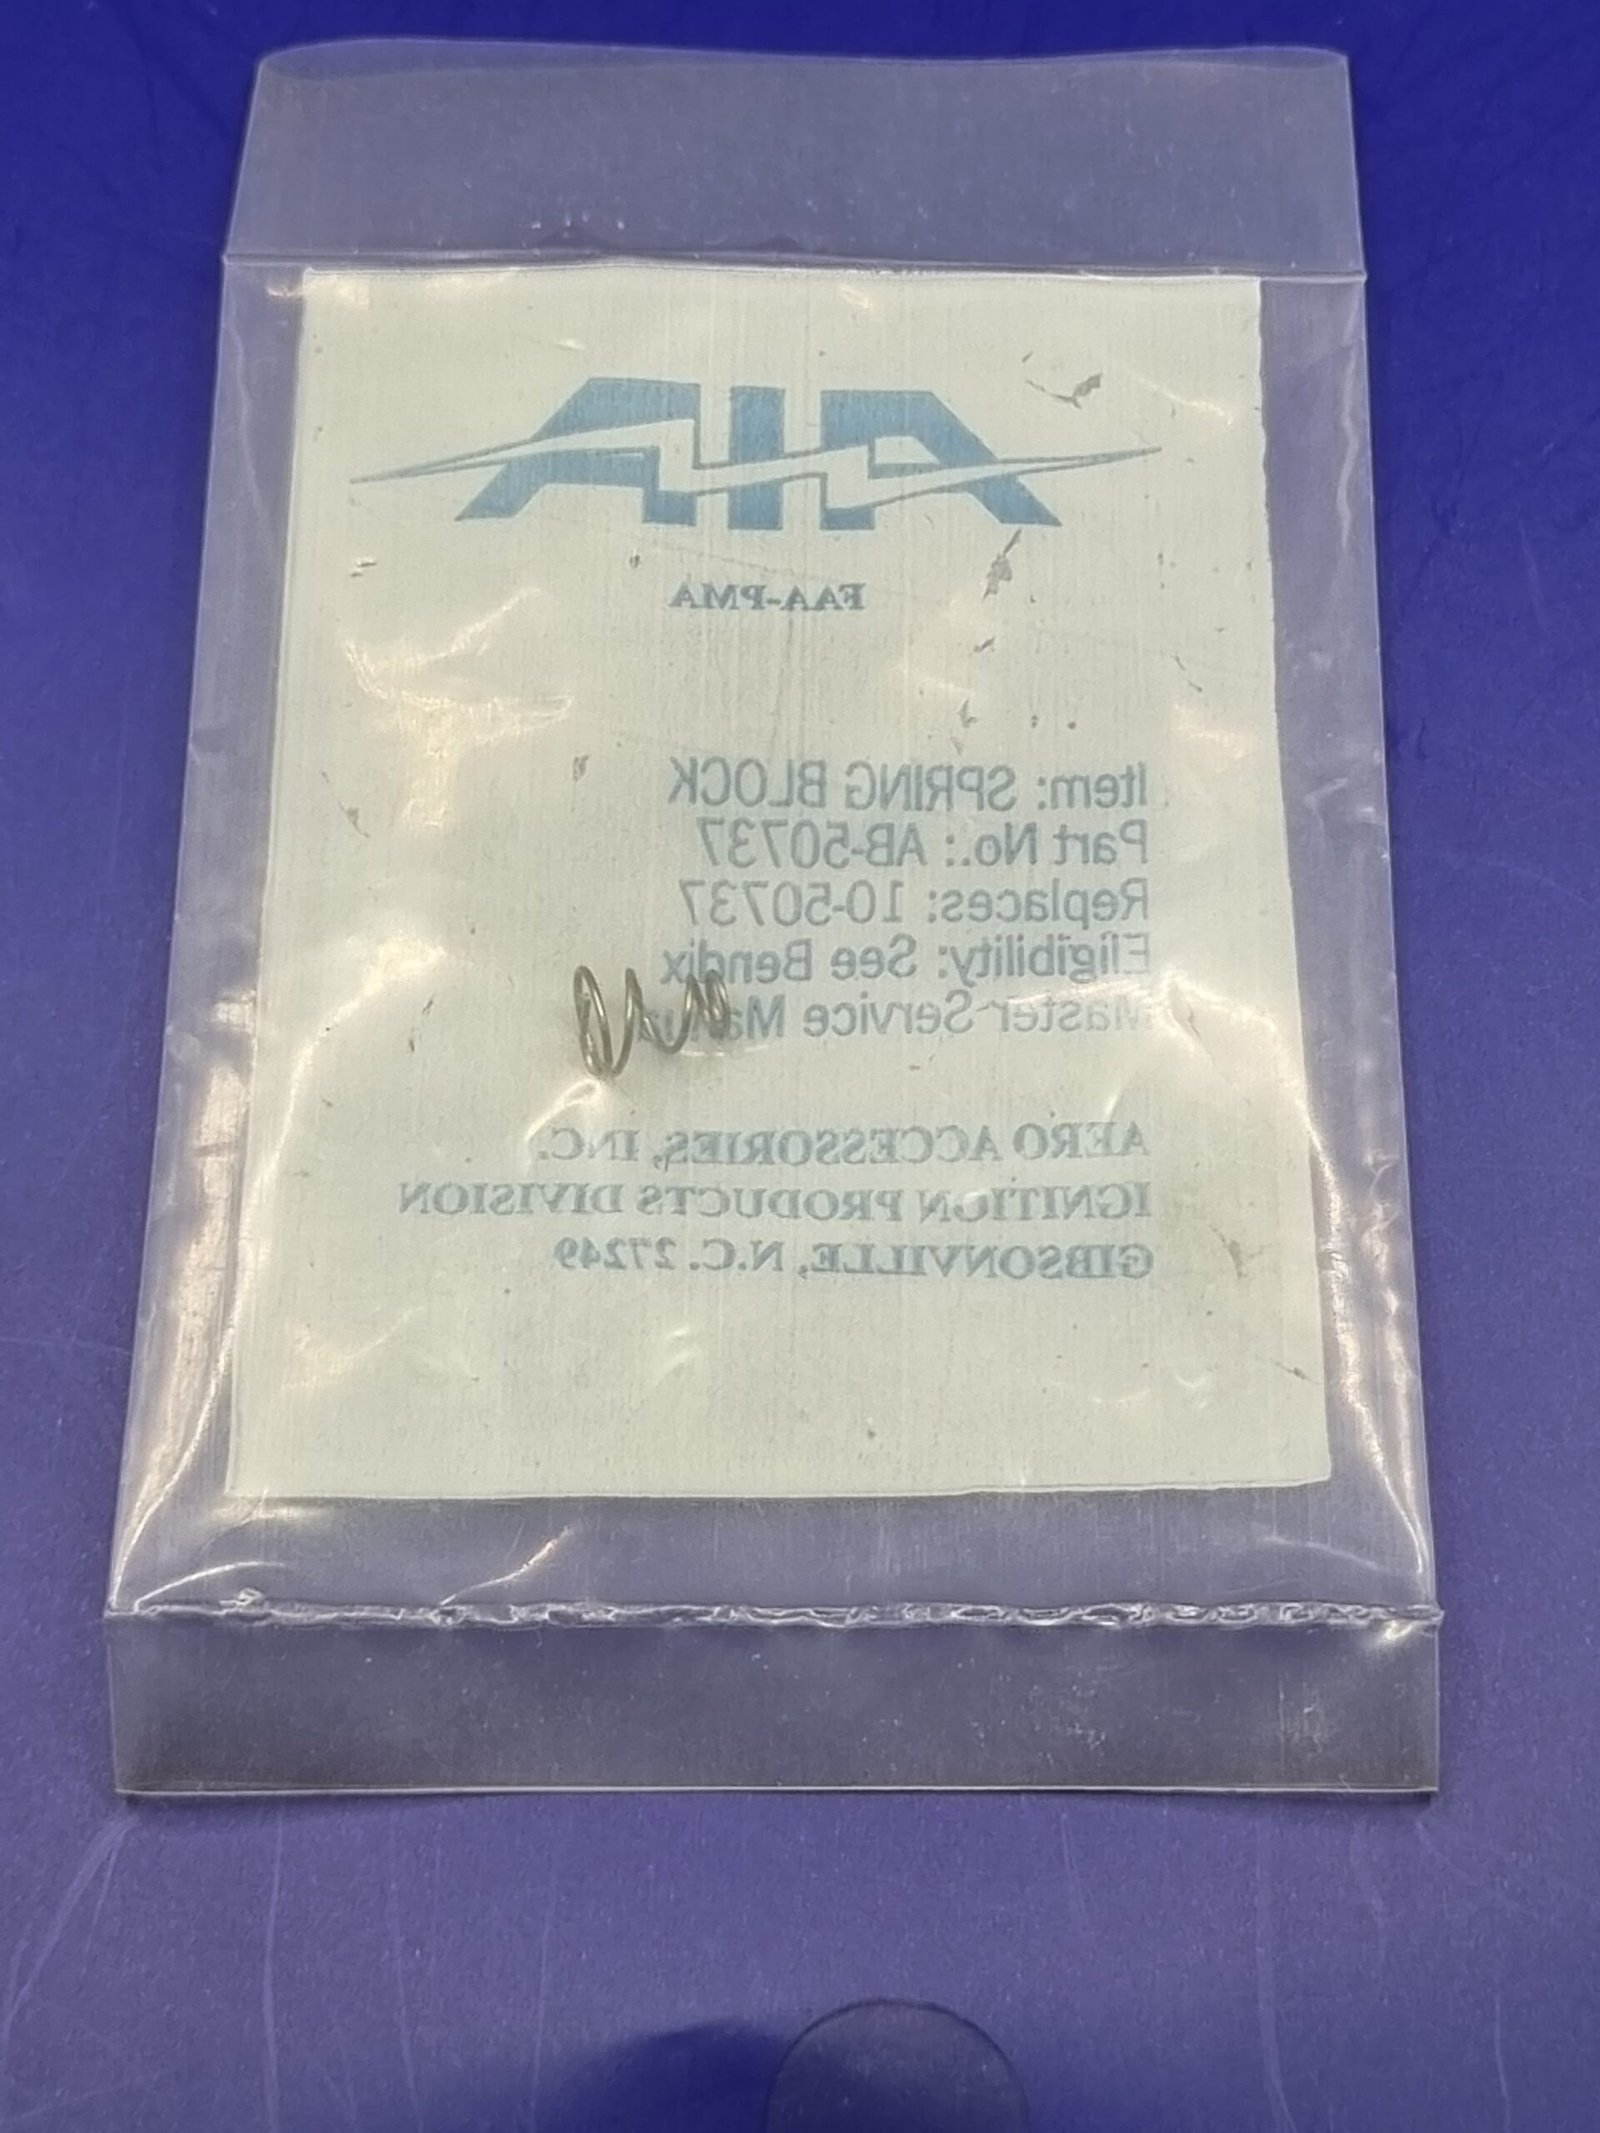 AIA
FAA-PMA
Item: SPRING BLOCK
Part No.: AB-50737
Replaces: 10-50737
Eligibility: See Bendix
Master Service Manual
AERO ACCESSORIES, INC.
IGNITION PRODUCTS DIVISION
GIBSONVILLE, N.C. 27249